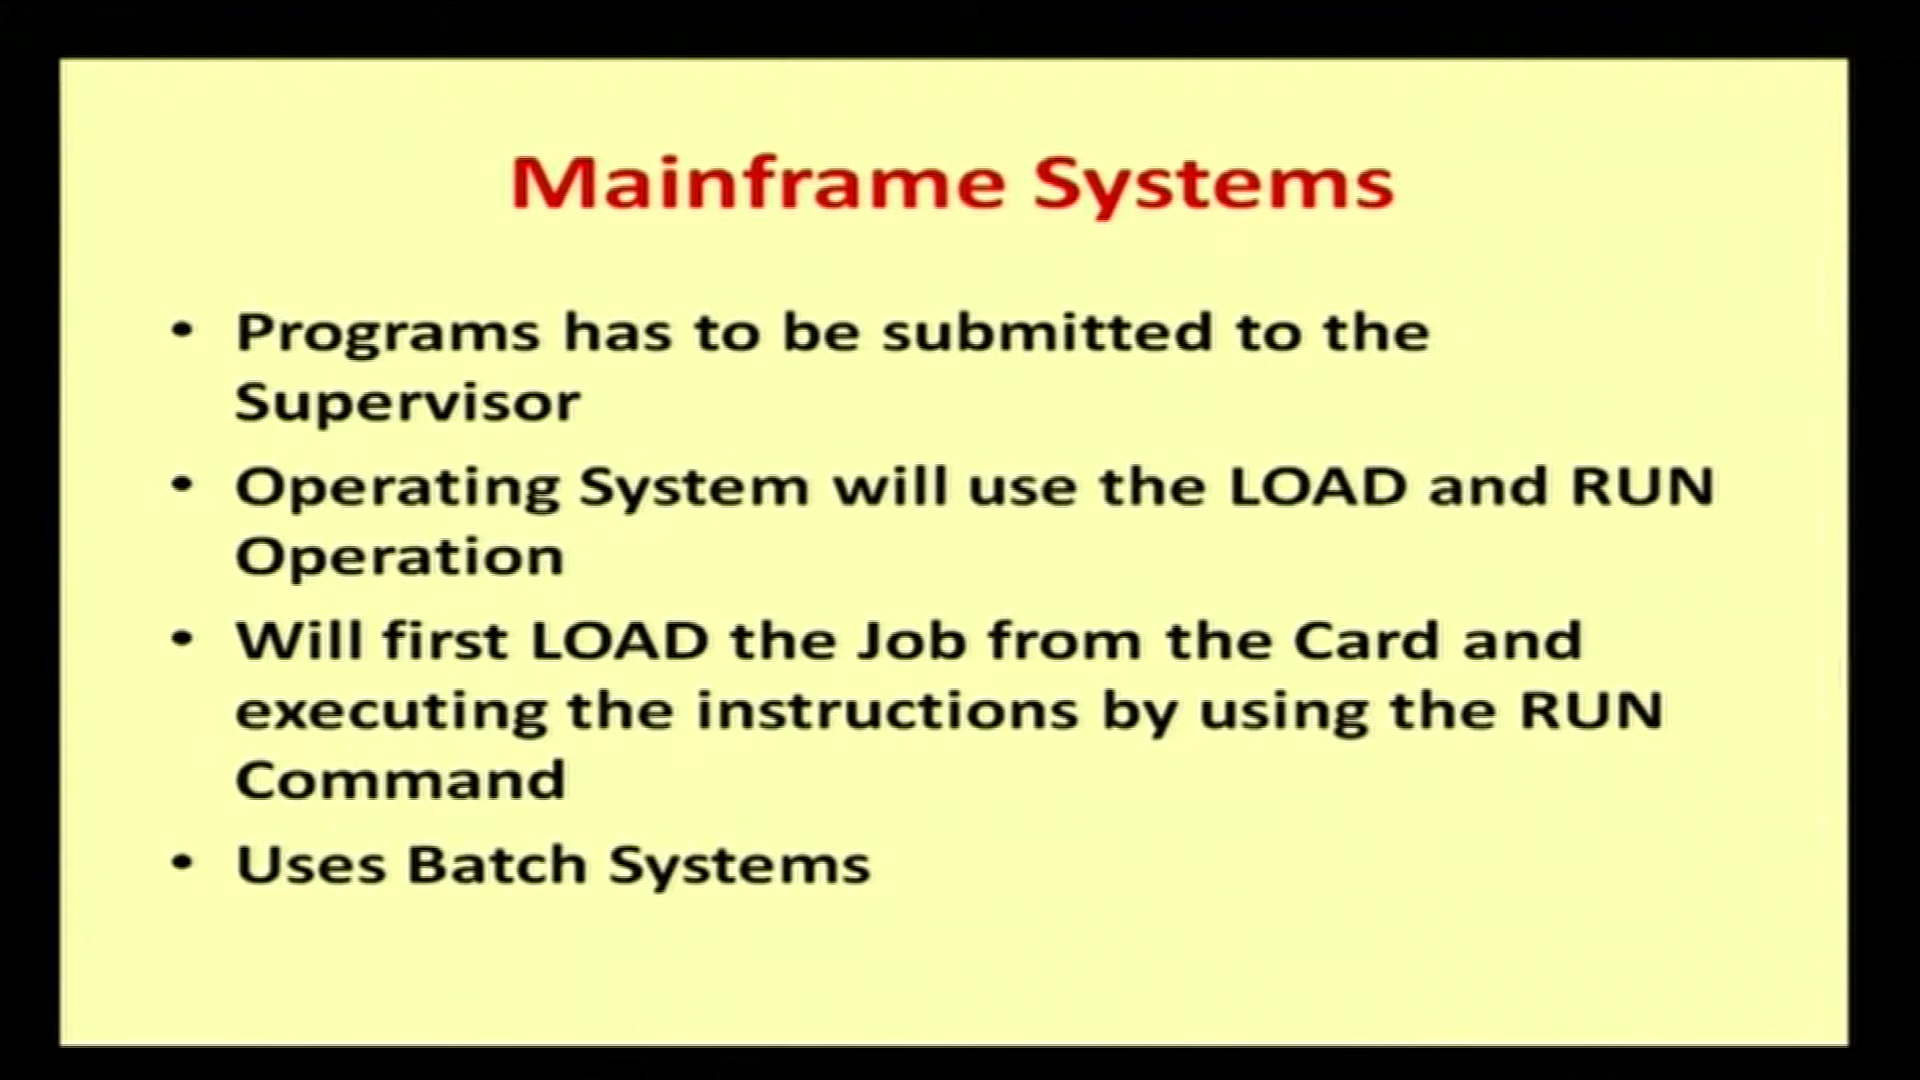 Mainframe Systems
• Programs has to be submitted to the
Supervisor
• Operating System will use the LOAD and RUN
Operation
• Will first LOAD the Job from the Card and
executing the instructions by using the RUN
Command
• Uses Batch Systems